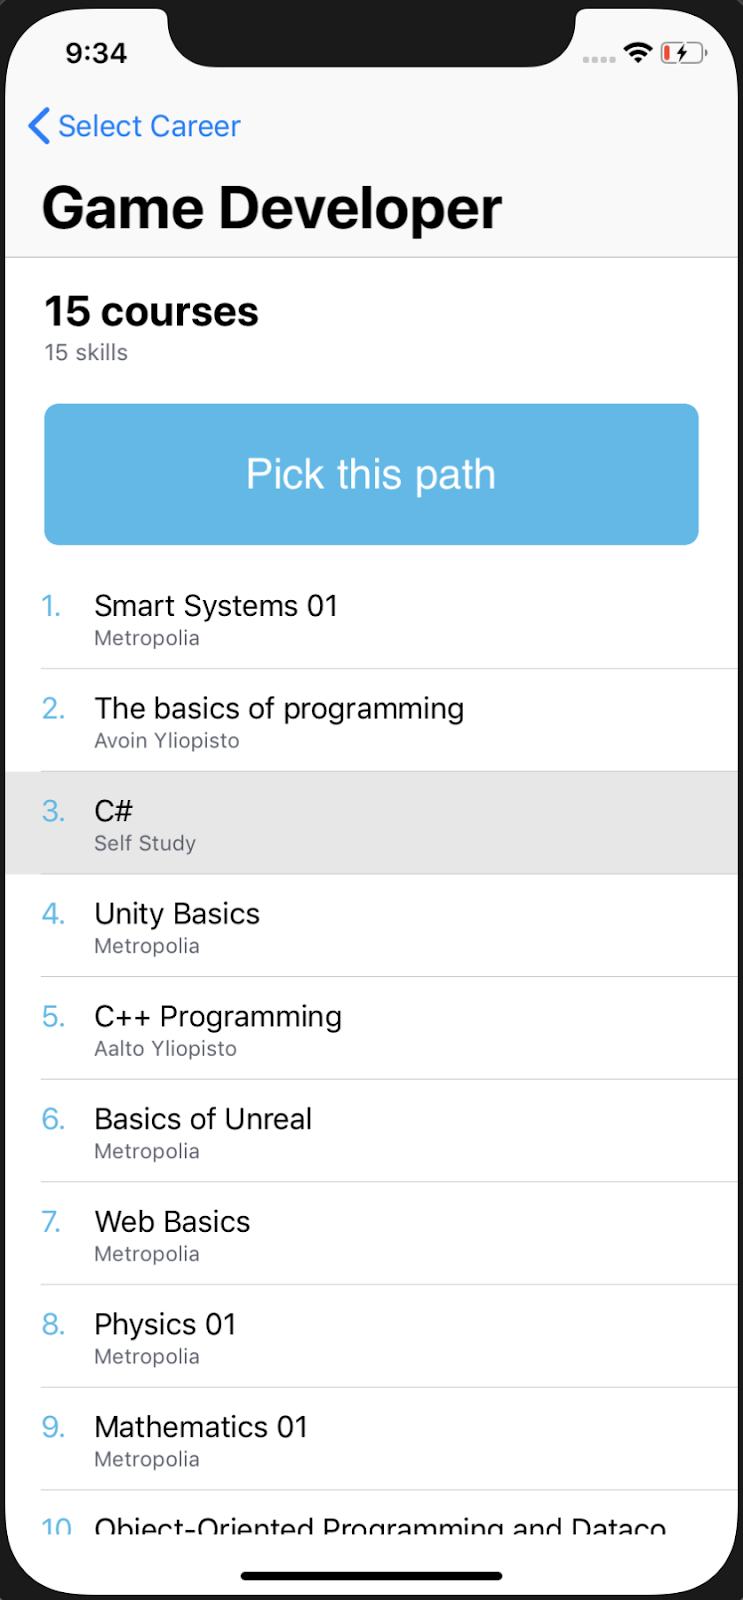 9:34
Select Career
Game Developer
15 courses
15 skills
Pick this path
1. Smart Systems 01
Metropolia
2. The basics of programming
Avoin Yliopisto
3. C#
Self Study
4. Unity Basics
Metropolia
5. C++ Programming
Aalto Yliopisto
6. Basics of Unreal
Metropolia
7. Web Basics
Metropolia
8. Physics 01
Metropolia
9. Mathematics 01
Metropolia
10 Object-Oriented Programming and Dataco